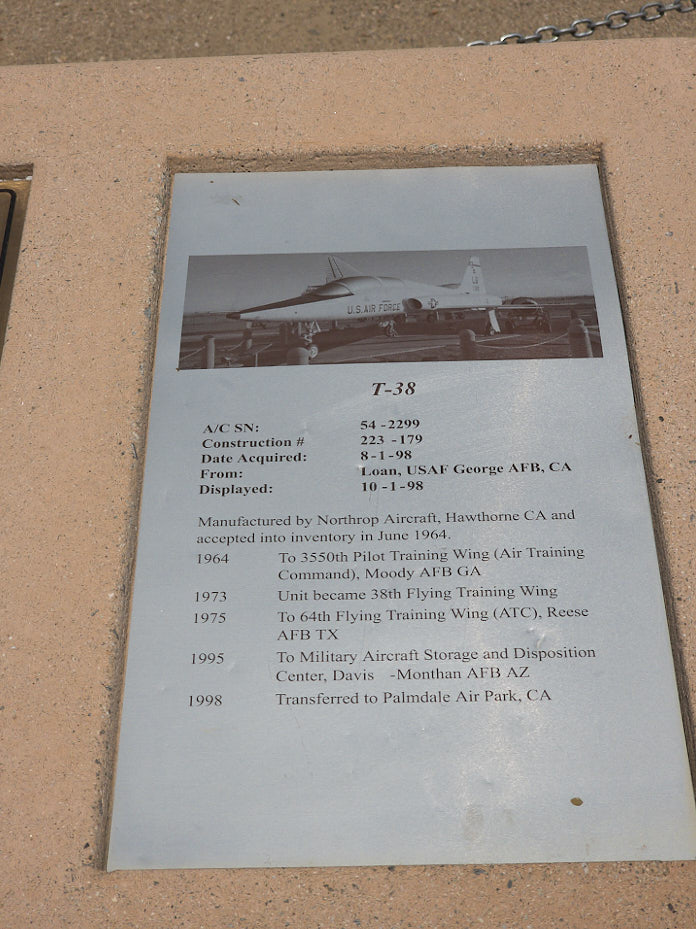 U.S. AIR FORCE
T-38
A/C SN: 54 -2299
Construction # 223 -179
Date Acquired: 8-1-98
From: Loan, USAF George AFB, CA
Displayed: 10 -1-98
Manufactured by Northrop Aircraft, Hawthorne CA and
accepted into inventory in June 1964.
1964 To 3550th Pilot Training Wing (Air Training
Command), Moody AFB GA
1973 Unit became 38th Flying Training Wing
1975 To 64th Flying Training Wing (ATC), Reese
AFB TX
1995 To Military Aircraft Storage and Disposition
Center, Davis -Monthan AFB AZ
1998 Transferred to Palmdale Air Park, CA